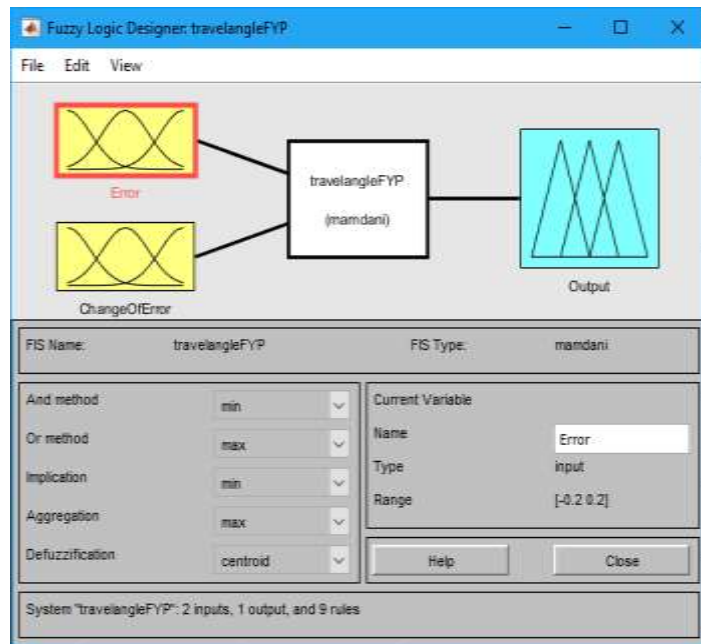 Fuzzy Logic Designer: travelangleFYP
File Edit View
Error
travelangleFYP
(mamdani)
ChangeOfError
Output
FIS Name: travelangleFYP FIS Type: mamdani
And method min
Or method max
Implication min
Aggregation max
Defuzzification centroid
Current Variable
Name Error
Type input
Range [-0.2 0.2]
Help Close
System "travelangleFYP": 2 inputs, 1 output, and 9 rules